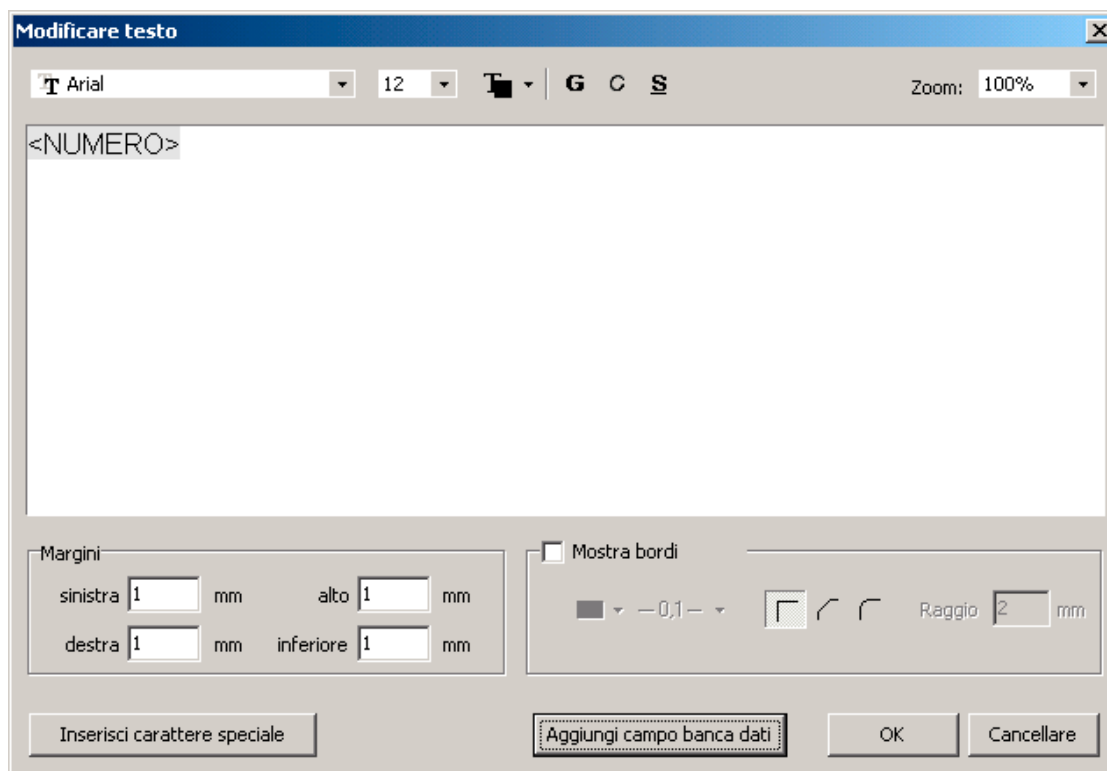 Modificare testo
Arial 12 G C S Zoom: 100%
<NUMERO>
Margini Mostra bordi
sinistra 1 mm alto 1 mm 0,1 Raggio 2 mm
destra 1 mm inferiore 1 mm
Inserisci carattere speciale Aggiungi campo banca dati OK Cancellare